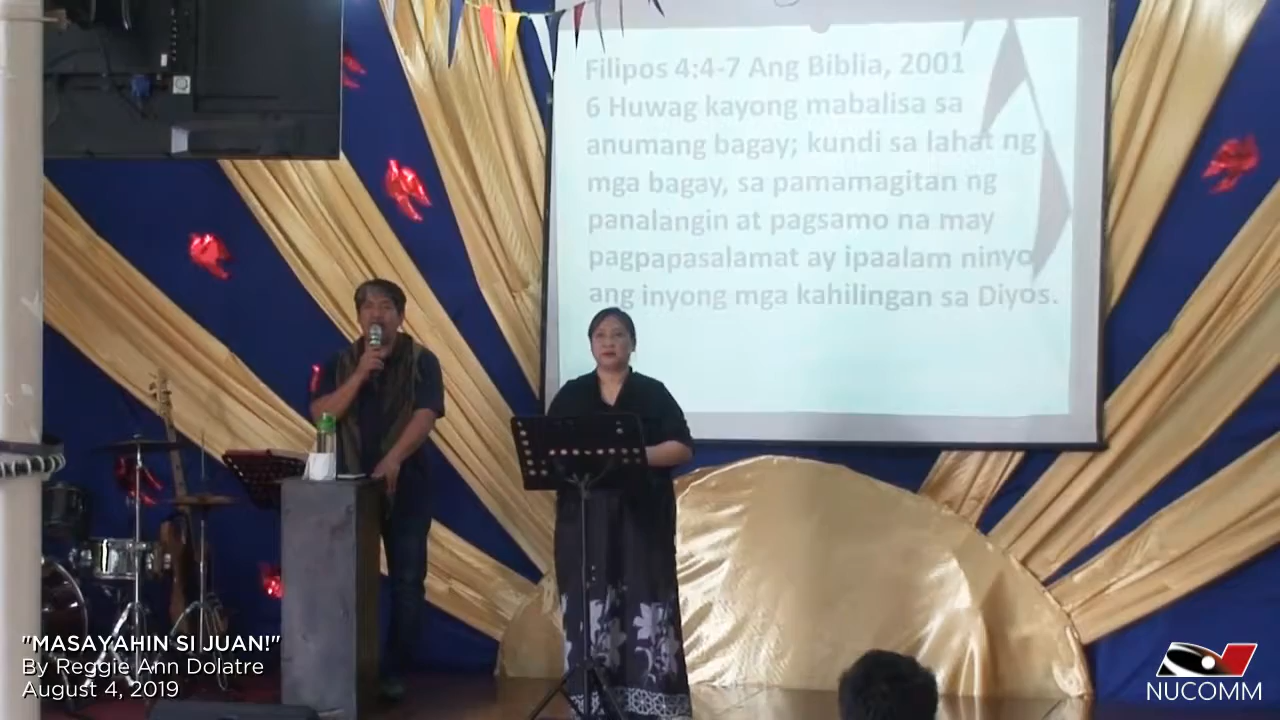 Filipos 4:4-7 Ang Biblia, 2001
6 Huwag kayong mabalisa sa
anumang bagay; kundi sa lahat ng
mga bagay, sa pamamagitan ng
panalangin at pagsamo na may
pagpapasalamat ay ipaalam ninyo
ang inyong mga kahilingan sa Diyos.
"MASAYAHIN SI JUAN!"
By Reggie Ann Dolatre
August 4, 2019
NUCOMM